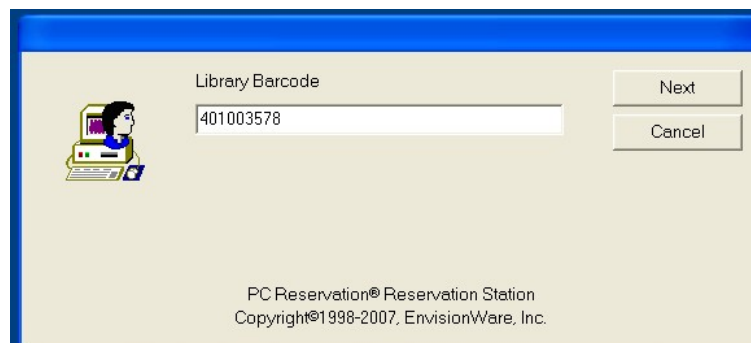 Library Barcode
401003578
Next
Cancel
PC Reservation® Reservation Station
Copyright©1998-2007, EnvisionWare, Inc.